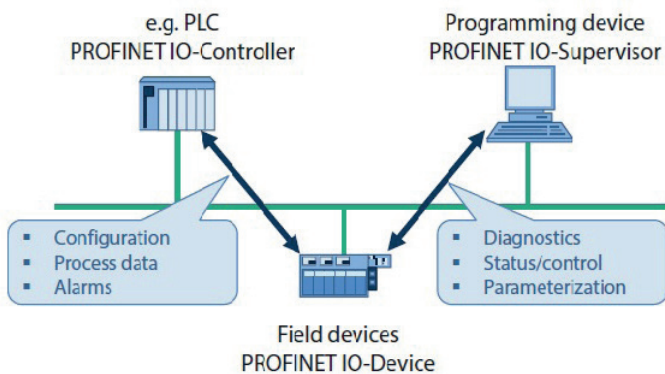 e.g. PLC
PROFINET IO-Controller
Programming device
PROFINET IO-Supervisor
▪ Configuration
▪ Process data
▪ Alarms
▪ Diagnostics
▪ Status/control
▪ Parameterization
Field devices
PROFINET IO-Device